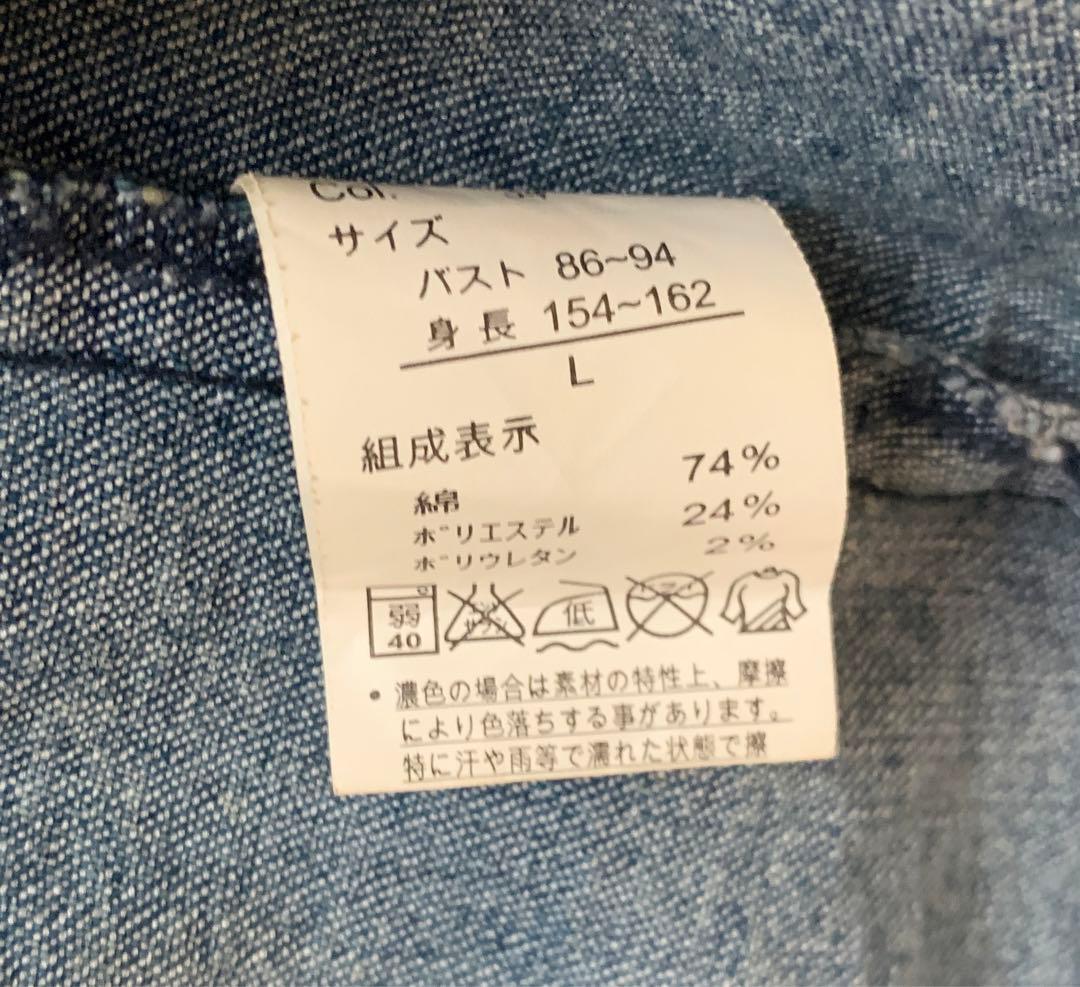 Col.
サイズ
バスト 86~94
身長 154~162
L
組成表示
綿 74%
ポリエステル 24%
ポリウレタン 2%
弱 40 低
• 濃色の場合は素材の特性上、摩擦
により色落ちする事があります。
特に汗や雨等で濡れた状態で擦